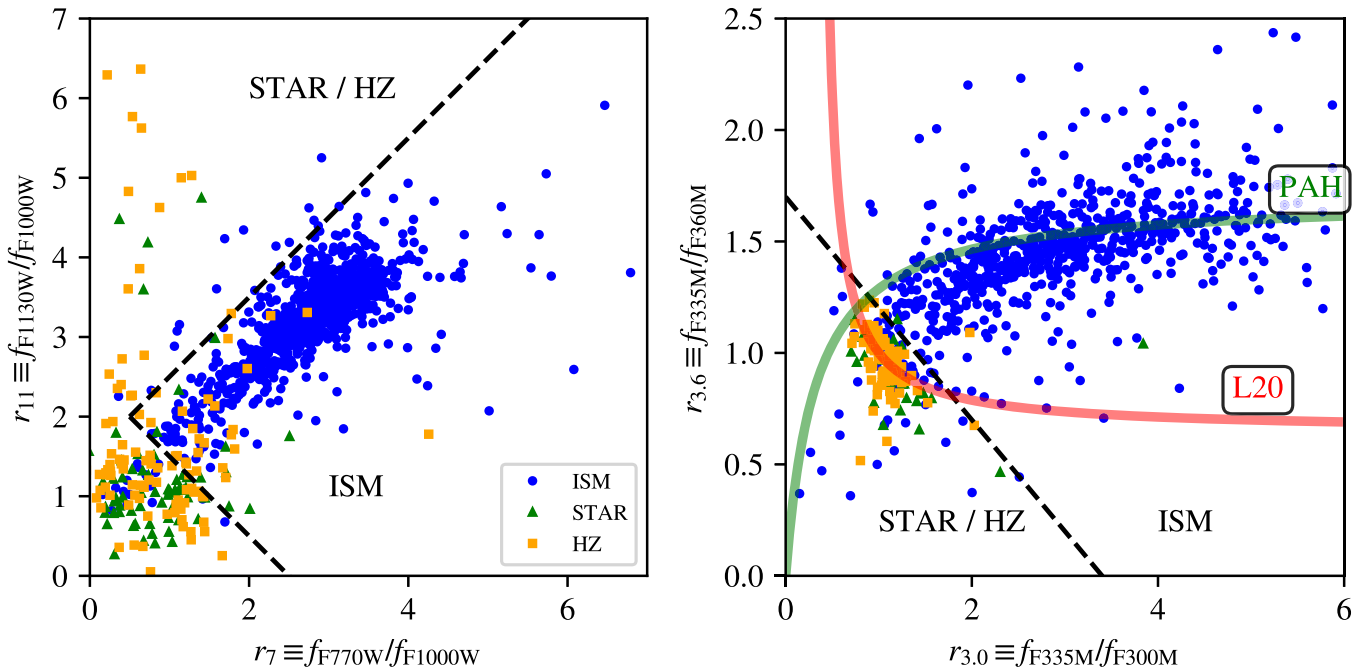 7
6
5
4
3
2
1
0
0
2
4
6
r₁₁ ≡ f_F1130W/f_F1000W
r₇ ≡ f_F770W/f_F1000W
STAR / HZ
ISM
ISM
STAR
HZ
2.5
2.0
1.5
1.0
0.5
0.0
0
2
4
6
r₃.₆ ≡ f_F335M/f_F360M
r₃.₀ ≡ f_F335M/f_F300M
PAH
L20
STAR / HZ
ISM